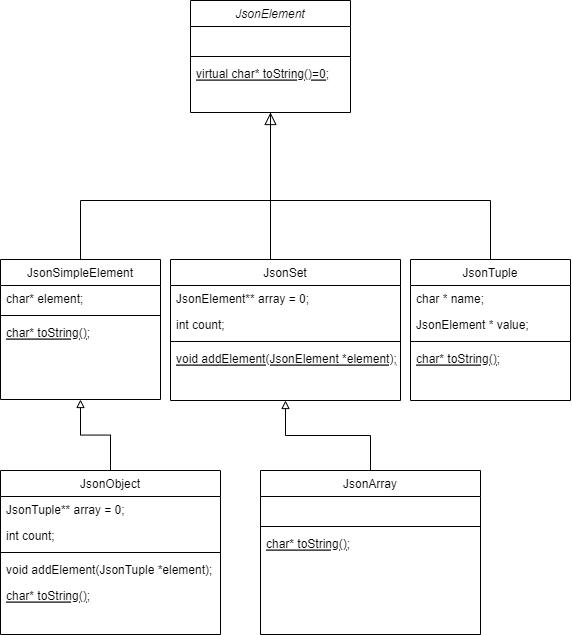 JsonElement
virtual char* toString()=0;
JsonSimpleElement
char* element;
char* toString();
JsonSet
JsonElement** array = 0;
int count;
void addElement(JsonElement *element);
JsonTuple
char * name;
JsonElement * value;
char* toString();
JsonObject
JsonTuple** array = 0;
int count;
void addElement(JsonTuple *element);
char* toString();
JsonArray
char* toString();